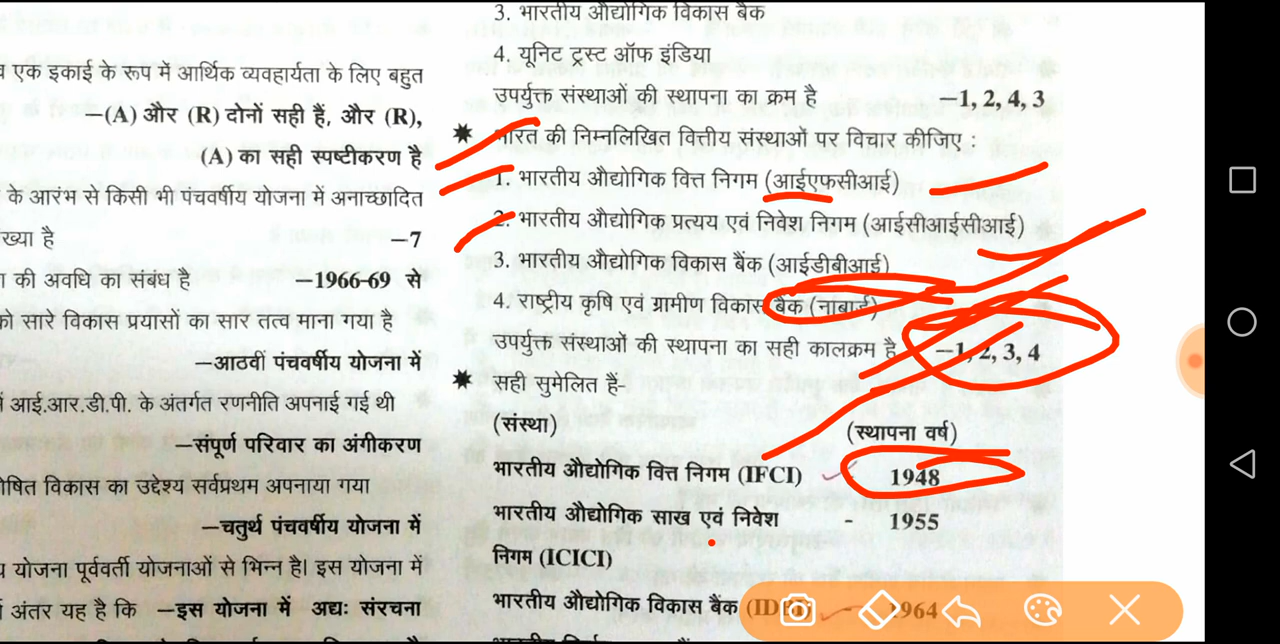 एक इकाई के रूप में आर्थिक व्यवहार्यता के लिए बहुत
–(A) और (R) दोनों सही हैं, और (R),
(A) का सही स्पष्टीकरण है
के आरंभ से किसी भी पंचवर्षीय योजना में अनाच्छादित
ख्या है –7
की अवधि का संबंध है –1966-69 से
को सारे विकास प्रयासों का सार तत्व माना गया है
–आठवीं पंचवर्षीय योजना में
आई.आर.डी.पी. के अंतर्गत रणनीति अपनाई गई थी
–संपूर्ण परिवार का अंगीकरण
पोषित विकास का उद्देश्य सर्वप्रथम अपनाया गया
–चतुर्थ पंचवर्षीय योजना में
योजना पूर्ववर्ती योजनाओं से भिन्न है। इस योजना में
अंतर यह है कि –इस योजना में अद्यः संरचना
3. भारतीय औद्योगिक विकास बैंक
4. यूनिट ट्रस्ट ऑफ इंडिया
उपर्युक्त संस्थाओं की स्थापना का क्रम है –1, 2, 4, 3
भारत की निम्नलिखित वित्तीय संस्थाओं पर विचार कीजिए :
1. भारतीय औद्योगिक वित्त निगम (आईएफसीआई)
2. भारतीय औद्योगिक प्रत्यय एवं निवेश निगम (आईसीआईसीआई)
3. भारतीय औद्योगिक विकास बैंक (आईडीबीआई)
4. राष्ट्रीय कृषि एवं ग्रामीण विकास बैंक (नाबार्ड)
उपर्युक्त संस्थाओं की स्थापना का सही कालक्रम है –1, 2, 3, 4
सही सुमेलित हैं-
(संस्था) (स्थापना वर्ष)
भारतीय औद्योगिक वित्त निगम (IFCI) 1948
भारतीय औद्योगिक साख एवं निवेश - 1955
निगम (ICICI)
भारतीय औद्योगिक विकास बैंक (IDBI) - 1964